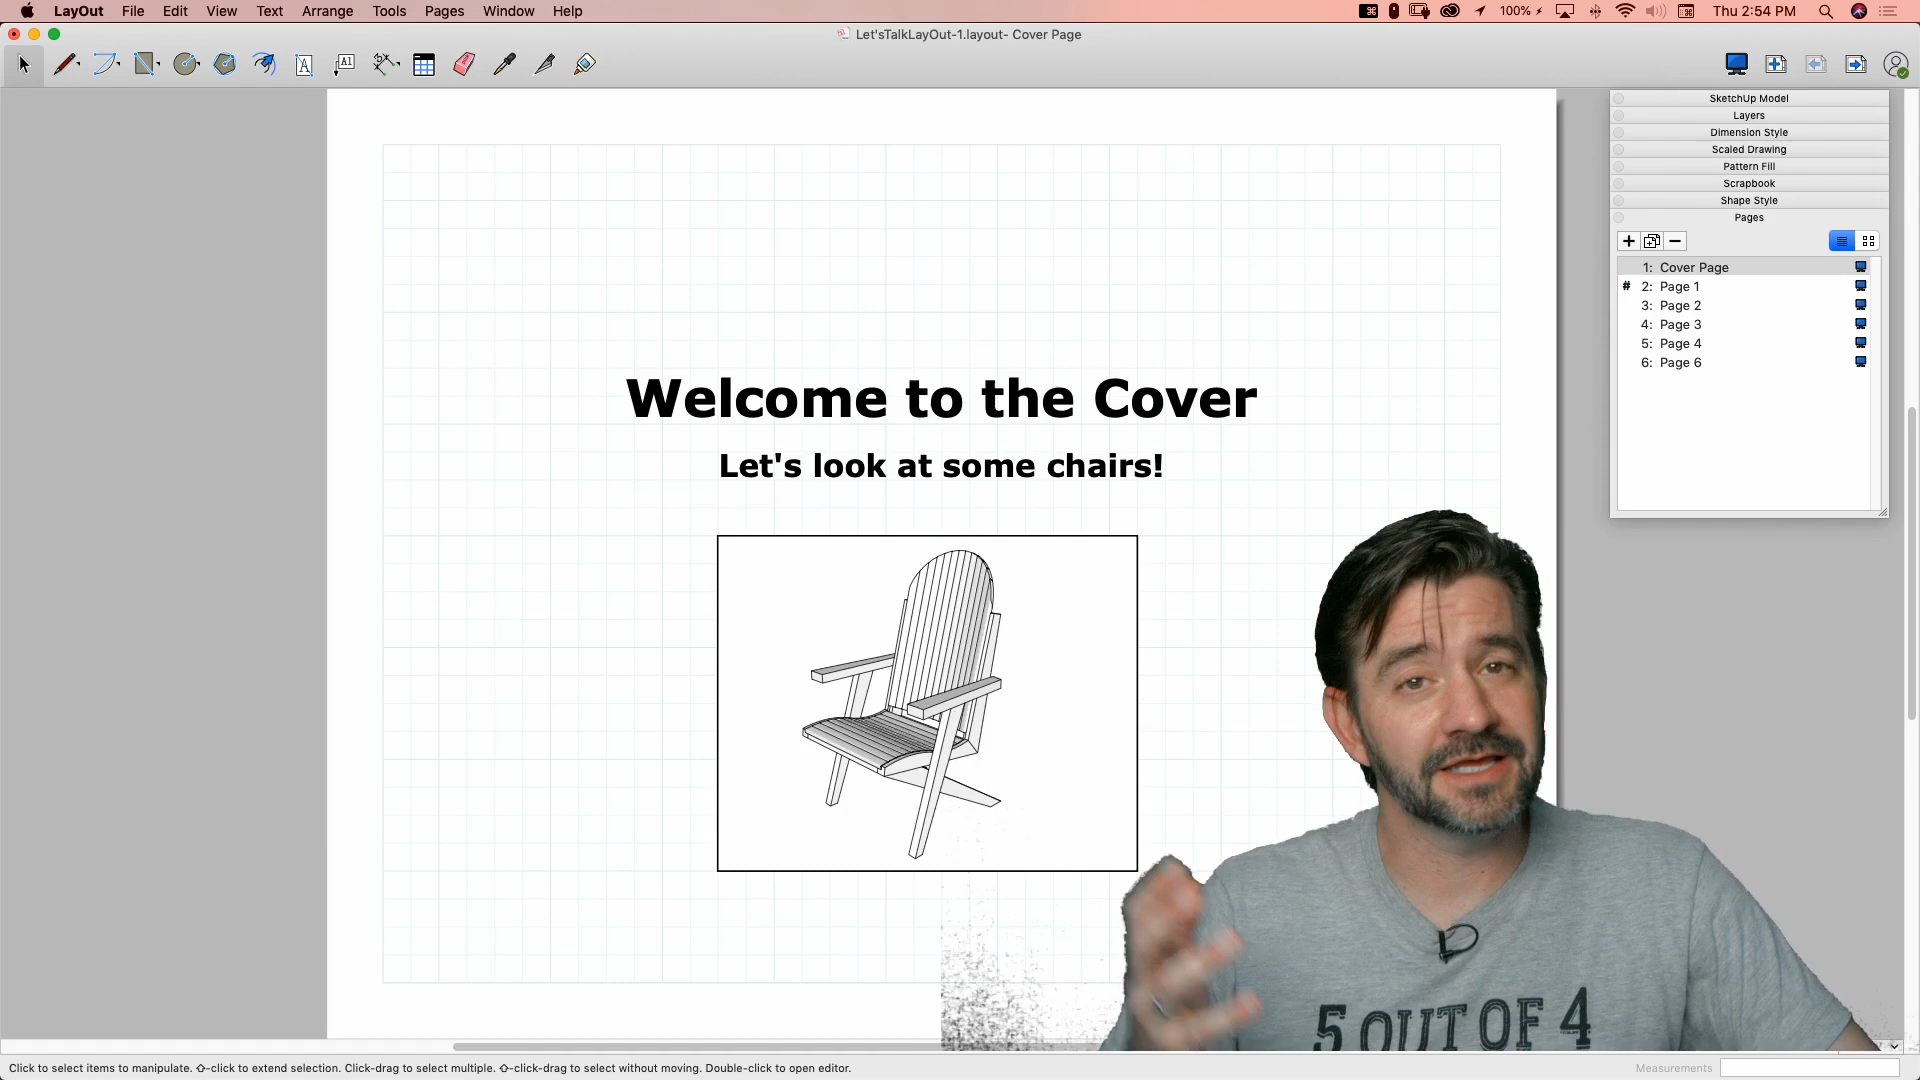 LayOut File Edit View Text Arrange Tools Pages Window Help
100% Thu 2:54 PM
Let'sTalkLayOut-1.layout- Cover Page
A
A1
SketchUp Model
Layers
Dimension Style
Scaled Drawing
Pattern Fill
Scrapbook
Shape Style
Pages
1: Cover Page
# 2: Page 1
3: Page 2
4: Page 3
5: Page 4
6: Page 6
Welcome to the Cover
Let's look at some chairs!
5 OUT OF 4
Click to select items to manipulate. ⇧-click to extend selection. Click-drag to select multiple. ⇧-click-drag to select without moving. Double-click to open editor.
Measurements